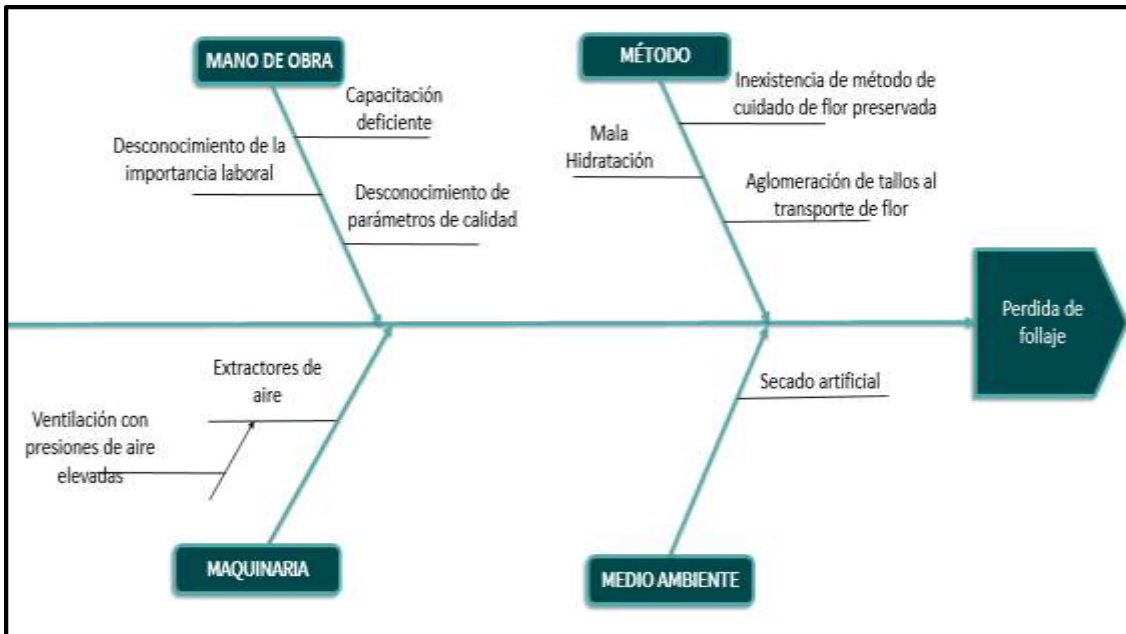 MANO DE OBRA
Capacitación
deficiente
Desconocimiento de la
importancia laboral
Desconocimiento de
parámetros de calidad
MÉTODO
Inexistencia de método de
cuidado de flor preservada
Mala
Hidratación
Aglomeración de tallos al
transporte de flor
Perdida de
follaje
Extractores de
aire
Ventilación con
presiones de aire
elevadas
MAQUINARIA
Secado artificial
MEDIO AMBIENTE